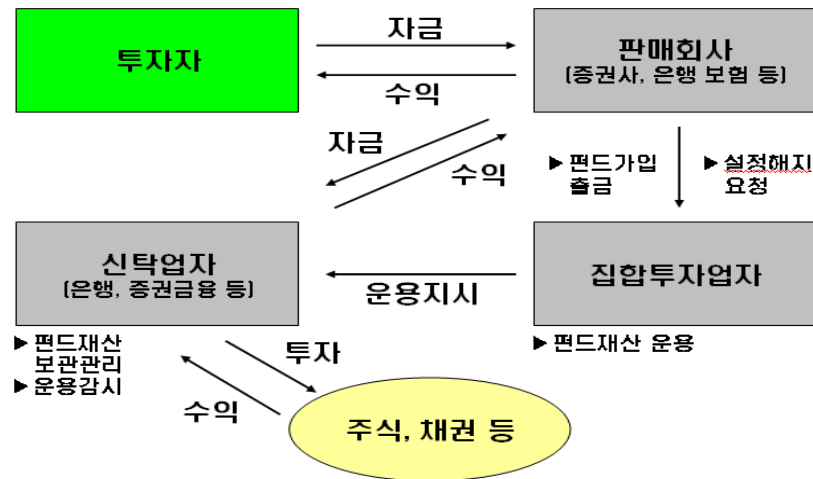 자금
투자자
판매회사
(증권사, 은행 보험 등)
수익
자금
수익
▶ 펀드가입
출금
▶ 설정해지
요청
신탁업자
(은행, 증권금융 등)
운용지시
집합투자업자
▶ 펀드재산
보관관리
▶ 운용감시
투자
수익
▶ 펀드재산 운용
주식, 채권 등